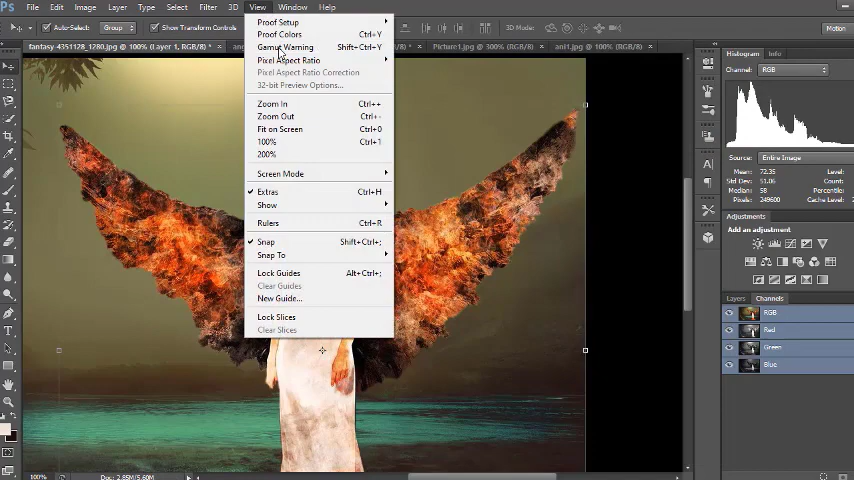 Ps File Edit Image Layer Type Select Filter 3D View Window Help
Auto-Select: Group Show Transform Controls 3D Mode: Motion
fantasy-4351128_1280.jpg @ 100% (Layer 1, RGB/8) * Picture1.jpg @ 300% (RGB/8) * ani1.jpg @ 100% (RGB/8)
Proof Setup
Proof Colors Ctrl+Y
Gamut Warning Shift+Ctrl+Y
Pixel Aspect Ratio
Pixel Aspect Ratio Correction
32-bit Preview Options...
Zoom In Ctrl++
Zoom Out Ctrl+-
Fit on Screen Ctrl+0
100% Ctrl+1
200%
Screen Mode
Extras Ctrl+H
Show
Rulers Ctrl+R
Snap Shift+Ctrl+;
Snap To
Lock Guides Alt+Ctrl+;
Clear Guides
New Guide...
Lock Slices
Clear Slices
Histogram Info
Channel: RGB
Source: Entire Image
Mean: 72.35 Level:
Std Dev: 51.06 Count:
Median: 58 Percentile:
Pixels: 249600 Cache Level:
Adjustments
Add an adjustment
Layers Channels
RGB
Red
Green
Blue
100% Doc: 2.85M/5.60M